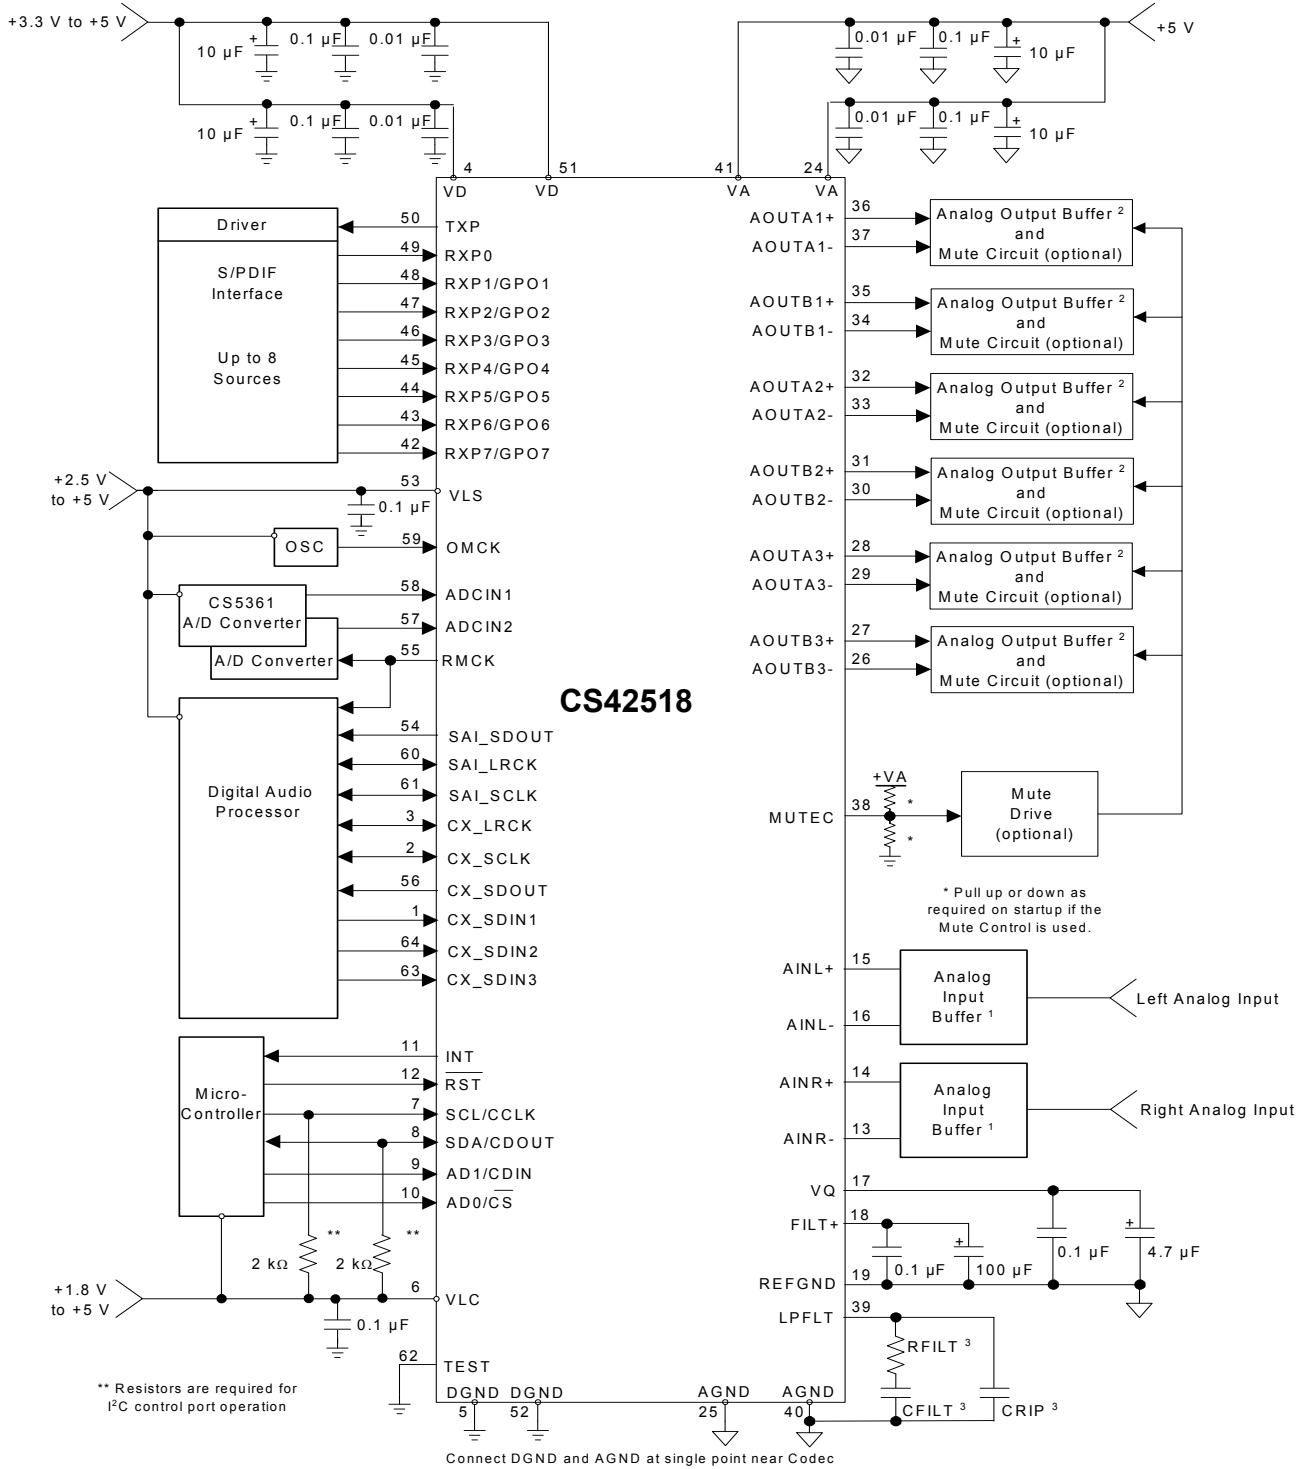 +3.3 V to +5 V
10 µF
+
0.1 µF
0.01 µF
10 µF
+
0.1 µF
0.01 µF
0.01 µF
0.1 µF
+
10 µF
+5 V
0.01 µF
0.1 µF
+
10 µF
4
VD
51
VD
41
VA
24
VA
Driver
S/PDIF
Interface
Up to 8
Sources
50
TXP
49
RXP0
48
RXP1/GPO1
47
RXP2/GPO2
46
RXP3/GPO3
45
RXP4/GPO4
44
RXP5/GPO5
43
RXP6/GPO6
42
RXP7/GPO7
+2.5 V
to +5 V
53
VLS
0.1 µF
OSC
59
OMCK
CS5361
A/D Converter
A/D Converter
58
ADCIN1
57
ADCIN2
55
RMCK
CS42518
Digital Audio
Processor
54
SAI_SDOUT
60
SAI_LRCK
61
SAI_SCLK
3
CX_LRCK
2
CX_SCLK
56
CX_SDOUT
1
CX_SDIN1
64
CX_SDIN2
63
CX_SDIN3
Micro-
Controller
11
INT
12
RST
7
SCL/CCLK
8
SDA/CDOUT
9
AD1/CDIN
10
AD0/CS
2 kΩ
**
2 kΩ
**
+1.8 V
to +5 V
6
VLC
0.1 µF
62
TEST
** Resistors are required for
I²C control port operation
DGND
5
DGND
52
AGND
25
AGND
40
Connect DGND and AGND at single point near Codec
AOUTA1+
36
AOUTA1-
37
Analog Output Buffer ²
and
Mute Circuit (optional)
AOUTB1+
35
AOUTB1-
34
Analog Output Buffer ²
and
Mute Circuit (optional)
AOUTA2+
32
AOUTA2-
33
Analog Output Buffer ²
and
Mute Circuit (optional)
AOUTB2+
31
AOUTB2-
30
Analog Output Buffer ²
and
Mute Circuit (optional)
AOUTA3+
28
AOUTA3-
29
Analog Output Buffer ²
and
Mute Circuit (optional)
AOUTB3+
27
AOUTB3-
26
Analog Output Buffer ²
and
Mute Circuit (optional)
MUTEC
38
+VA
*
*
Mute
Drive
(optional)
* Pull up or down as
required on startup if the
Mute Control is used.
AINL+
15
AINL-
16
Analog
Input
Buffer ¹
Left Analog Input
AINR+
14
AINR-
13
Analog
Input
Buffer ¹
Right Analog Input
VQ
17
FILT+
18
0.1 µF
+
100 µF
0.1 µF
+
4.7 µF
REFGND
19
LPFLT
39
RFILT ³
CFILT ³
CRIP ³